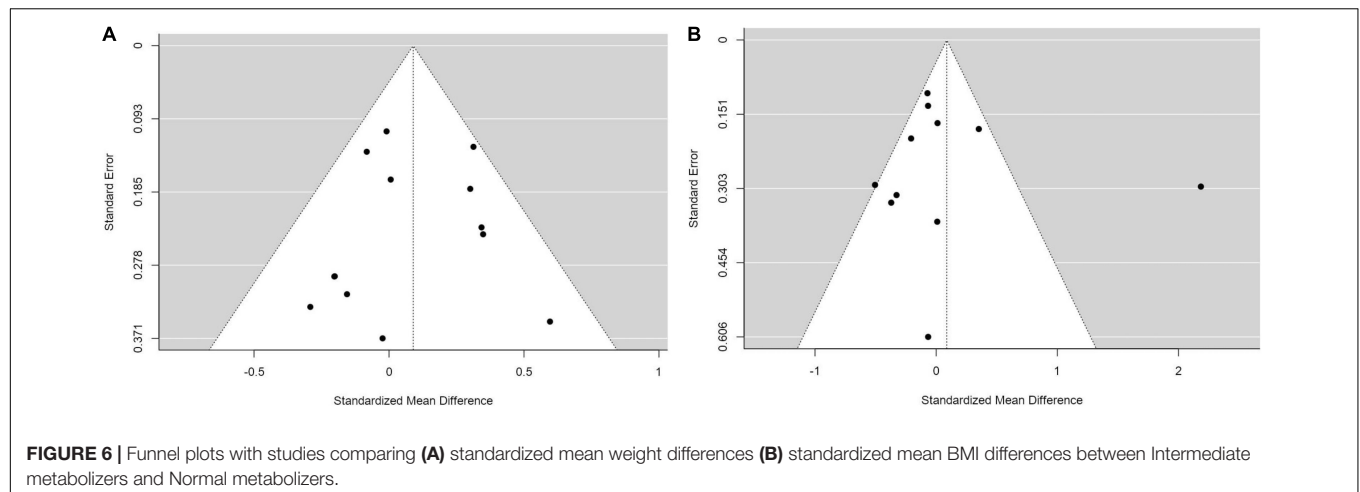 A
0
0.093
0.185
0.278
0.371
Standard Error
-0.5
0
0.5
1
Standardized Mean Difference
B
0
0.151
0.303
0.454
0.606
Standard Error
-1
0
1
2
Standardized Mean Difference
FIGURE 6 | Funnel plots with studies comparing (A) standardized mean weight differences (B) standardized mean BMI differences between Intermediate
metabolizers and Normal metabolizers.